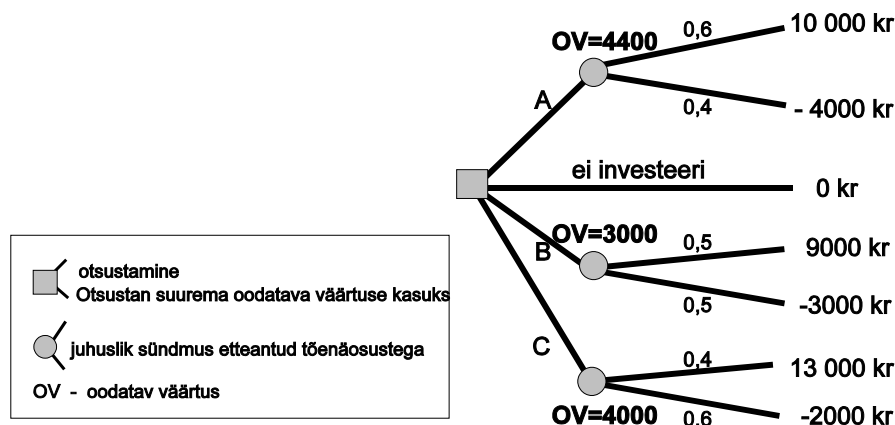 OV=4400
0,6
10 000 kr
A
0,4
- 4000 kr
ei investeeri
0 kr
OV=3000
B
0,5
9000 kr
0,5
-3000 kr
C
0,4
13 000 kr
OV=4000
0,6
-2000 kr
otsustamine
Otsustan suurema oodatava väärtuse kasuks
juhuslik sündmus etteantud tõenäosustega
OV - oodatav väärtus